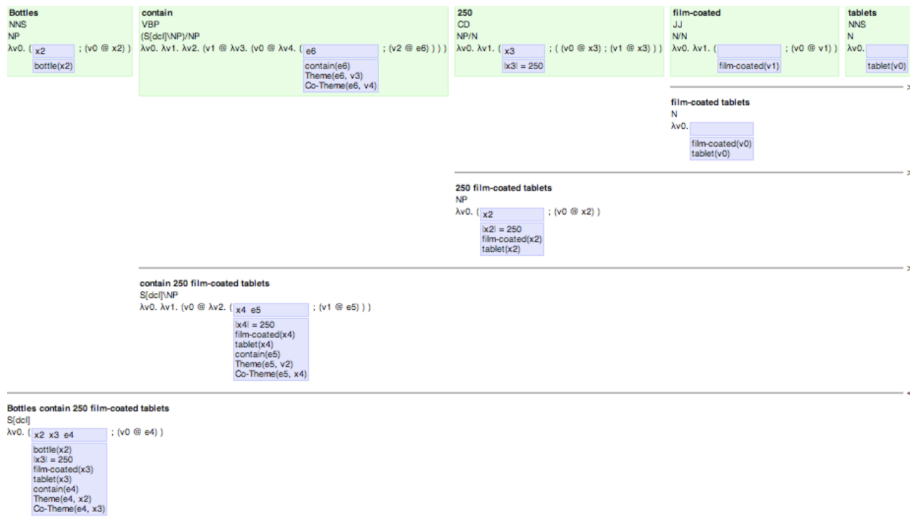 Bottles
NNS
NP
λv0. ( x2 ; (v0 @ x2) )
bottle(x2)
contain
VBP
(S[dcl]\NP)/NP
λv0. λv1. λv2. (v1 @ λv3. (v0 @ λv4. ( e6 ; (v2 @ e6) ) ) )
contain(e6)
Theme(e6, v3)
Co-Theme(e6, v4)
250
CD
NP/N
λv0. λv1. ( x3 ; ( (v0 @ x3) ; (v1 @ x3) ) )
|x3| = 250
film-coated
JJ
N/N
λv0. λv1. ( ; (v0 @ v1) )
film-coated(v1)
tablets
NNS
N
λv0.
tablet(v0)
>
film-coated tablets
N
λv0.
film-coated(v0)
tablet(v0)
>
250 film-coated tablets
NP
λv0. ( x2 ; (v0 @ x2) )
|x2| = 250
film-coated(x2)
tablet(x2)
>
contain 250 film-coated tablets
S[dcl]\NP
λv0. λv1. (v0 @ λv2. ( x4 e5 ; (v1 @ e5) ) )
|x4| = 250
film-coated(x4)
tablet(x4)
contain(e5)
Theme(e5, v2)
Co-Theme(e5, x4)
<
Bottles contain 250 film-coated tablets
S[dcl]
λv0. ( x2 x3 e4 ; (v0 @ e4) )
bottle(x2)
|x3| = 250
film-coated(x3)
tablet(x3)
contain(e4)
Theme(e4, x2)
Co-Theme(e4, x3)